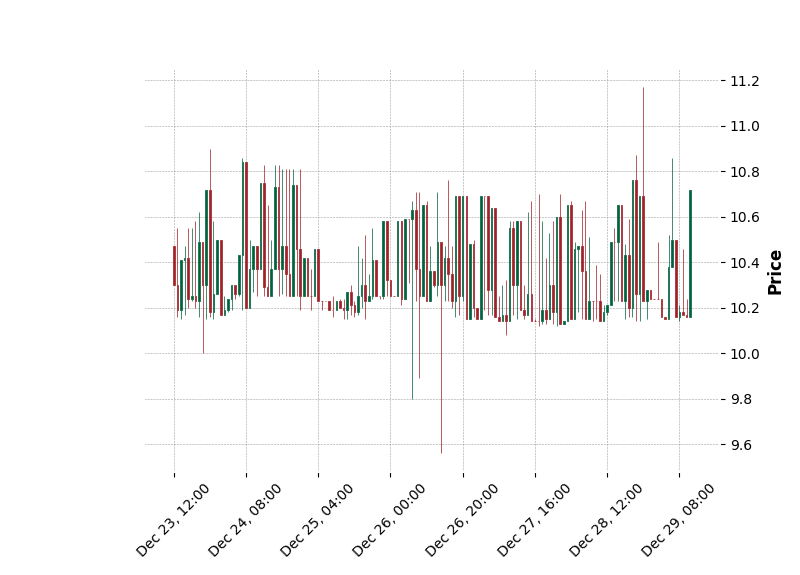 11.2
11.0
10.8
10.6
10.4
10.2
10.0
9.8
9.6
Price
Dec 23, 12:00
Dec 24, 08:00
Dec 25, 04:00
Dec 26, 00:00
Dec 26, 20:00
Dec 27, 16:00
Dec 28, 12:00
Dec 29, 08:00